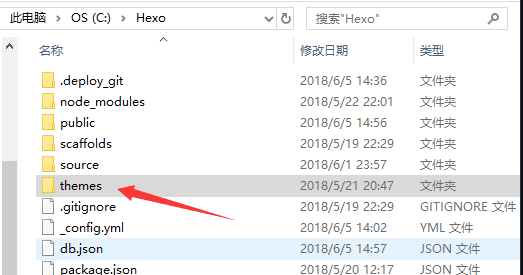 此电脑 > OS (C:) > Hexo 搜索"Hexo"
名称 修改日期 类型
.deploy_git 2018/6/5 14:36 文件夹
node_modules 2018/5/22 22:01 文件夹
public 2018/6/5 14:56 文件夹
scaffolds 2018/5/19 22:29 文件夹
source 2018/6/1 23:57 文件夹
themes 2018/5/21 20:47 文件夹
.gitignore 2018/5/19 22:29 GITIGNORE 文件
_config.yml 2018/6/5 14:02 YML 文件
db.json 2018/6/5 14:57 JSON 文件
package.json 2018/5/20 12:17 JSON 文件